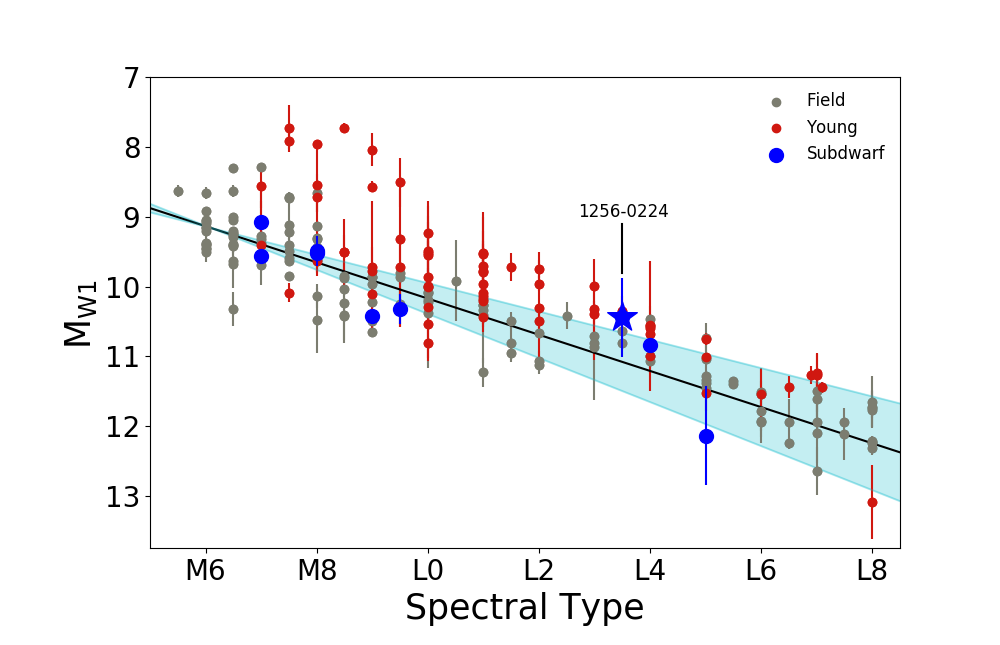 7
8
9
10
11
12
13
M_W1
Field
Young
Subdwarf
1256-0224
M6 M8 L0 L2 L4 L6 L8
Spectral Type